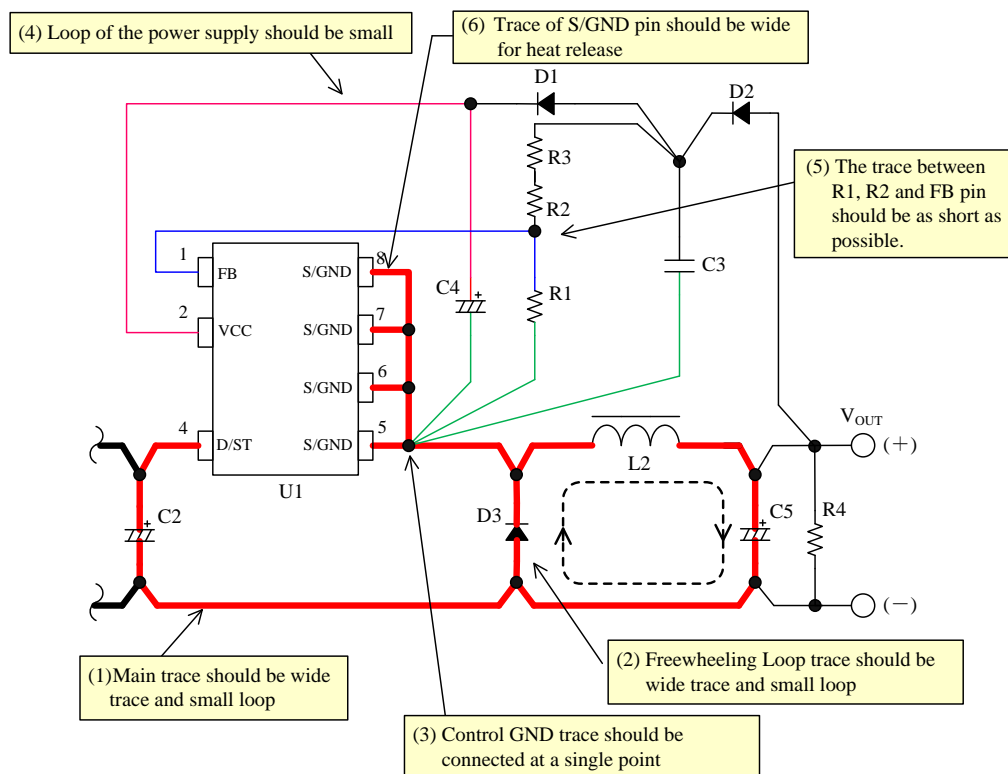 (4) Loop of the power supply should be small
(6) Trace of S/GND pin should be wide
for heat release
D1
D2
R3
(5) The trace between
R1, R2 and FB pin
should be as short as
possible.
R2
1
8
FB
S/GND
C4
+
R1
C3
2
7
VCC
S/GND
6
S/GND
4
5
D/ST
S/GND
VOUT
(+)
L2
U1
C2
+
D3
C5
+
R4
(−)
(1)Main trace should be wide
trace and small loop
(2) Freewheeling Loop trace should be
wide trace and small loop
(3) Control GND trace should be
connected at a single point